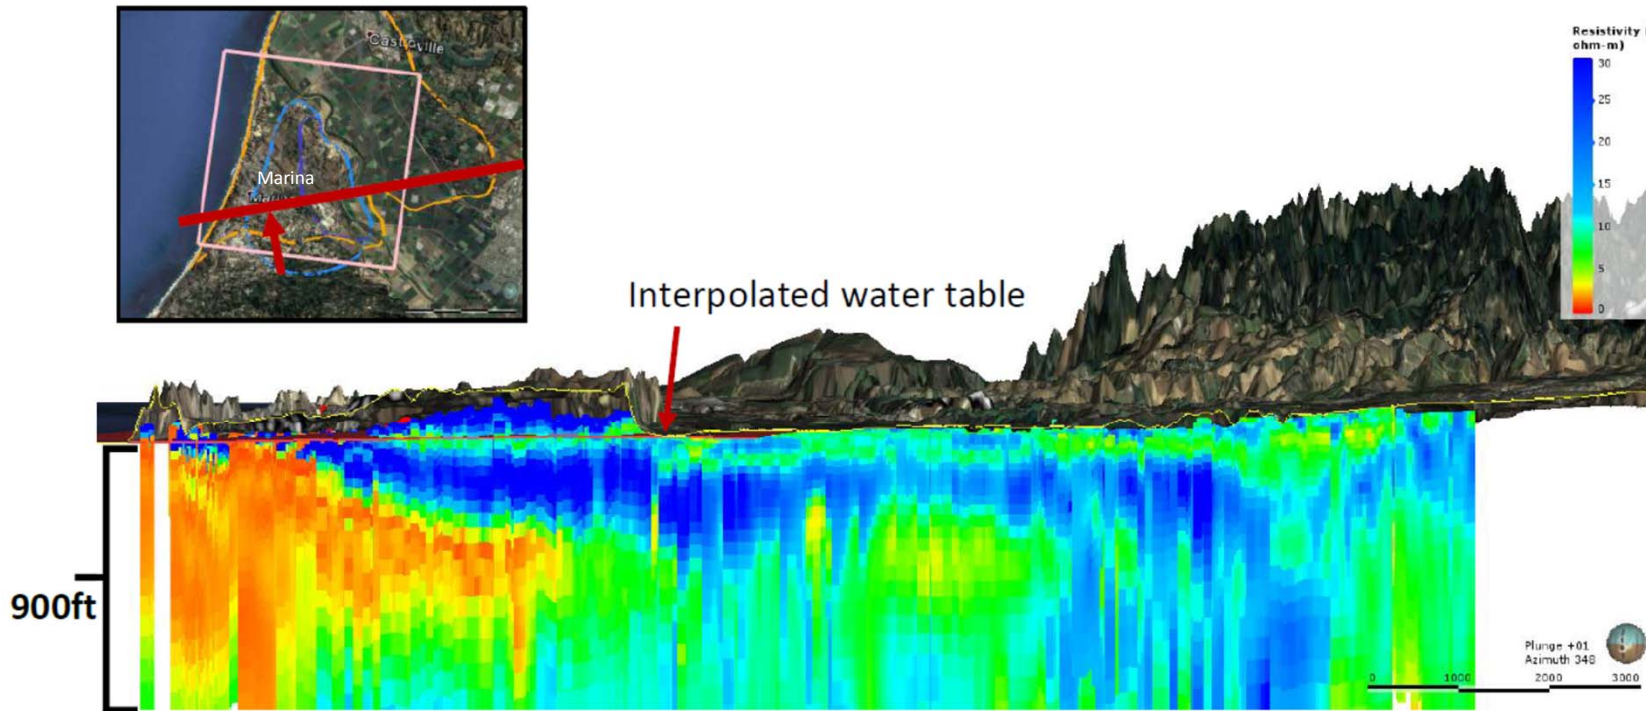 Castroville
Marina
Marina
Resistivity (
ohm-m)
30
25
20
15
10
5
0
Interpolated water table
900ft
Plunge +01
Azimuth 348
0 1000 2000 3000